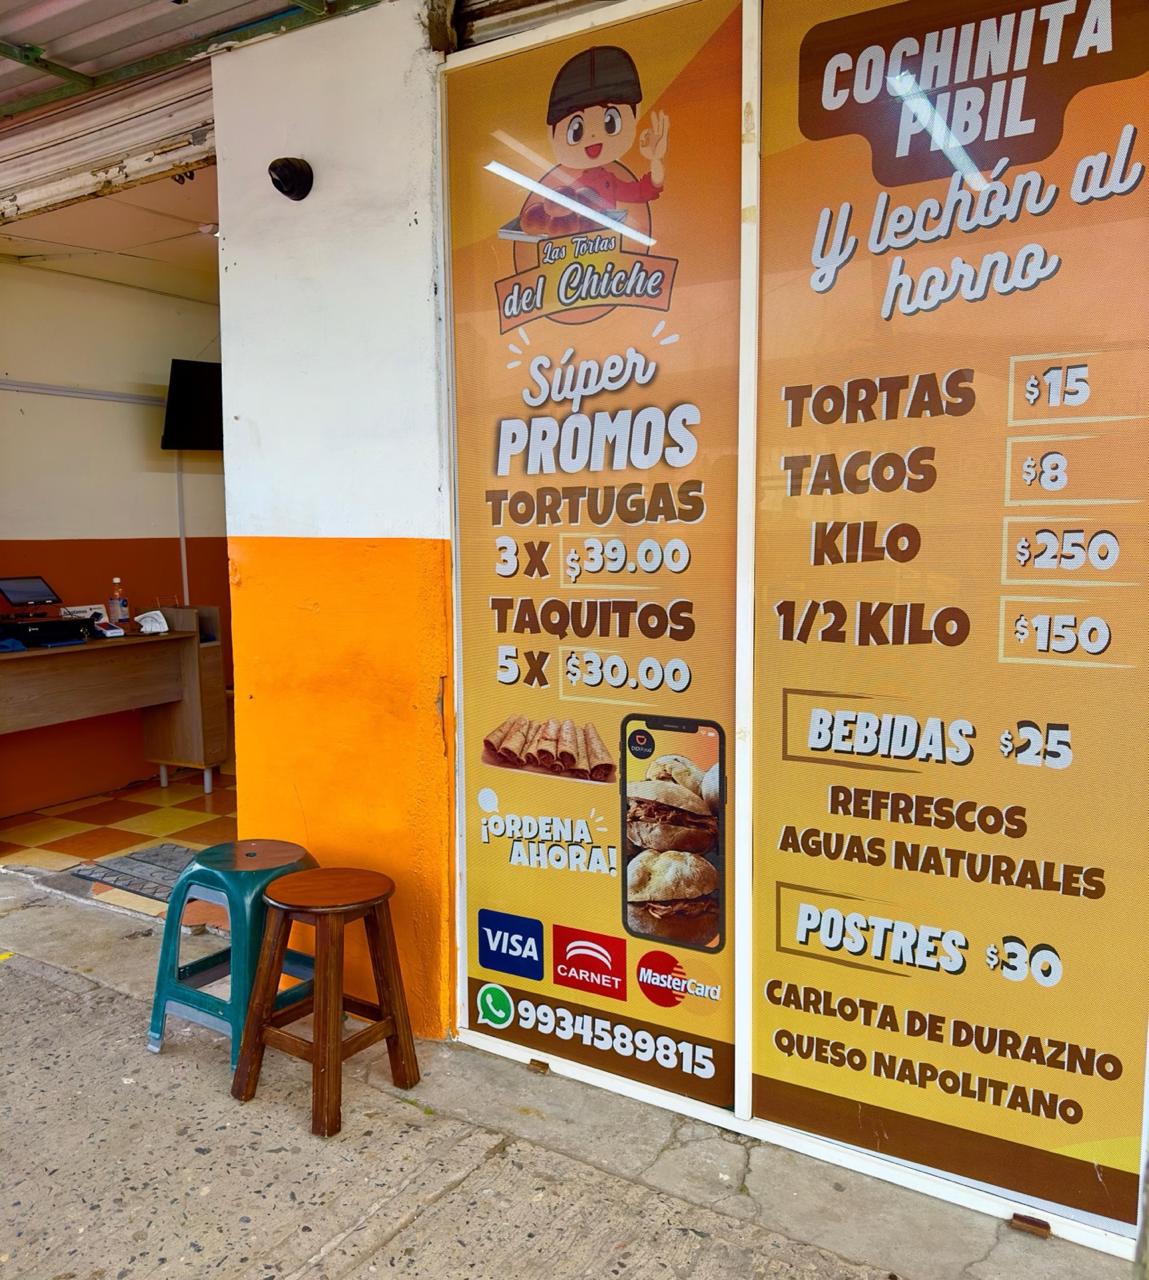 Las Tortas
del Chiche
Súper
PROMOS
TORTUGAS
3 X $39.00
TAQUITOS
5 X $30.00
¡ORDENA
AHORA!
VISA
CARNET
MasterCard
9934589815
COCHINITA
PIBIL
y lechón al
horno
TORTAS $15
TACOS $8
KILO $250
1/2 KILO $150
BEBIDAS $25
REFRESCOS
AGUAS NATURALES
POSTRES $30
CARLOTA DE DURAZNO
QUESO NAPOLITANO